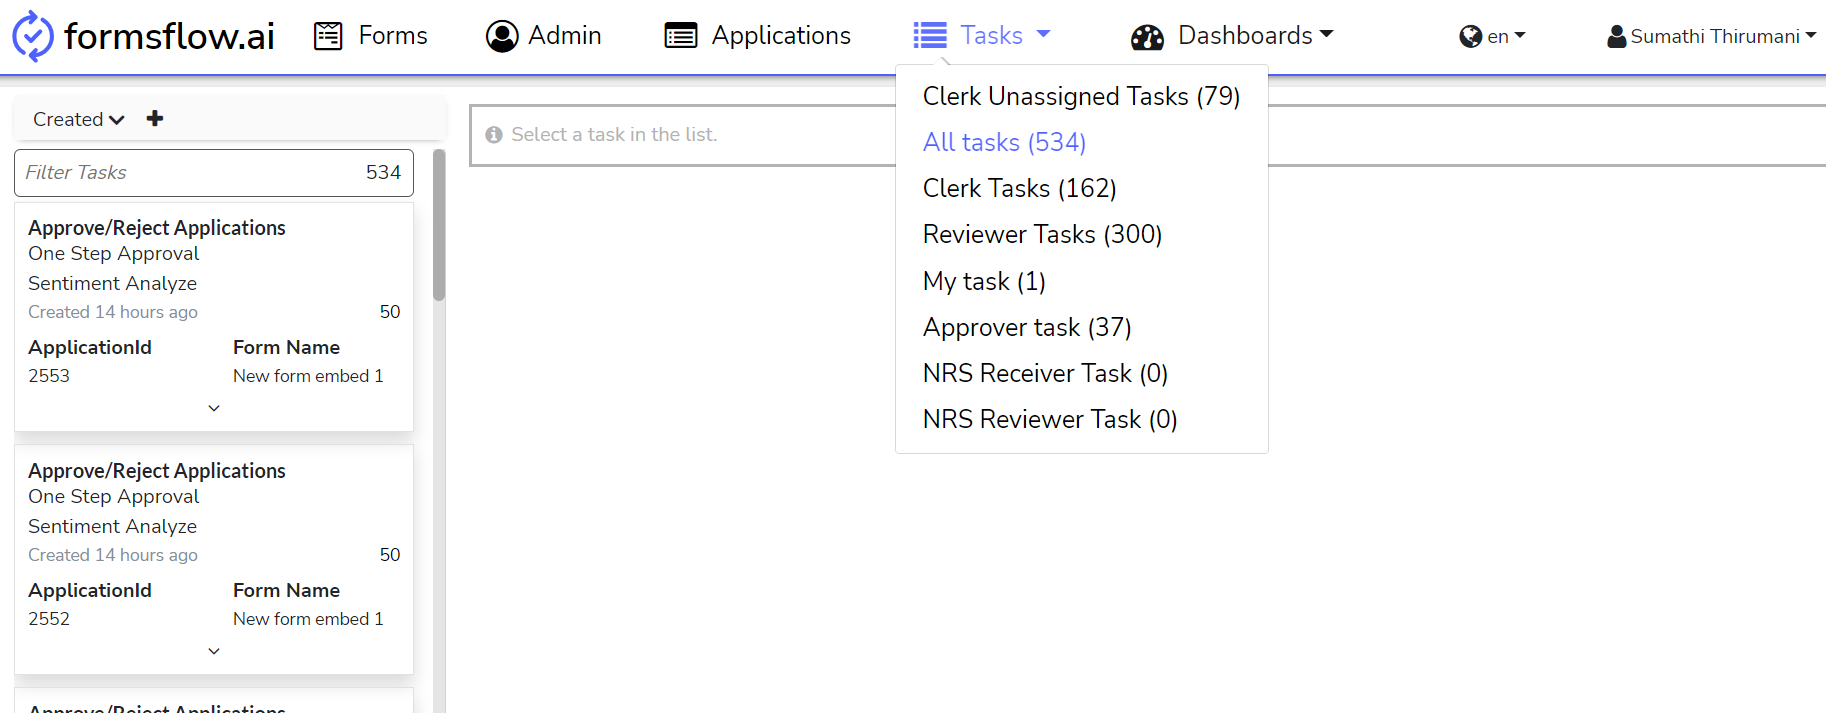 formsflow.ai
Forms
Admin
Applications
Tasks
Dashboards
en
Sumathi Thirumani
Created
Filter Tasks 534
Approve/Reject Applications
One Step Approval
Sentiment Analyze
Created 14 hours ago 50
ApplicationId Form Name
2553 New form embed 1
Approve/Reject Applications
One Step Approval
Sentiment Analyze
Created 14 hours ago 50
ApplicationId Form Name
2552 New form embed 1
Approve/Reject Applications
Select a task in the list.
Clerk Unassigned Tasks (79)
All tasks (534)
Clerk Tasks (162)
Reviewer Tasks (300)
My task (1)
Approver task (37)
NRS Receiver Task (0)
NRS Reviewer Task (0)